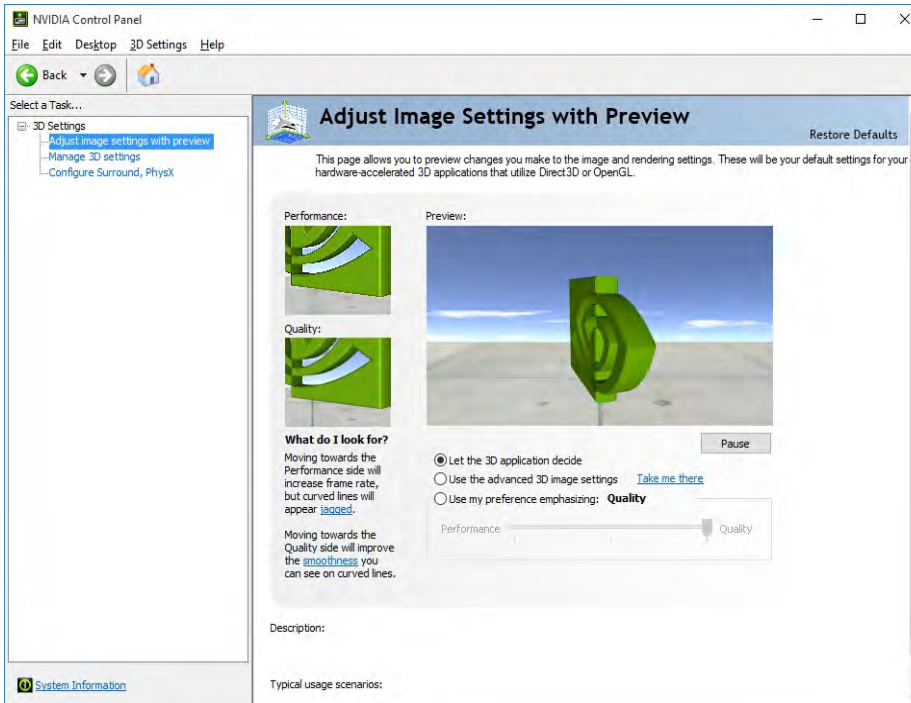 NVIDIA Control Panel
File Edit Desktop 3D Settings Help
Back
Select a Task...
3D Settings
Adjust image settings with preview
Manage 3D settings
Configure Surround, PhysX
System Information
Adjust Image Settings with Preview
Restore Defaults
This page allows you to preview changes you make to the image and rendering settings. These will be your default settings for your
hardware-accelerated 3D applications that utilize Direct3D or OpenGL.
Performance:
Quality:
What do I look for?
Moving towards the
Performance side will
increase frame rate,
but curved lines will
appear jagged.
Moving towards the
Quality side will improve
the smoothness you
can see on curved lines.
Preview:
Pause
Let the 3D application decide
Use the advanced 3D image settings Take me there
Use my preference emphasizing: Quality
Performance Quality
Description:
Typical usage scenarios: